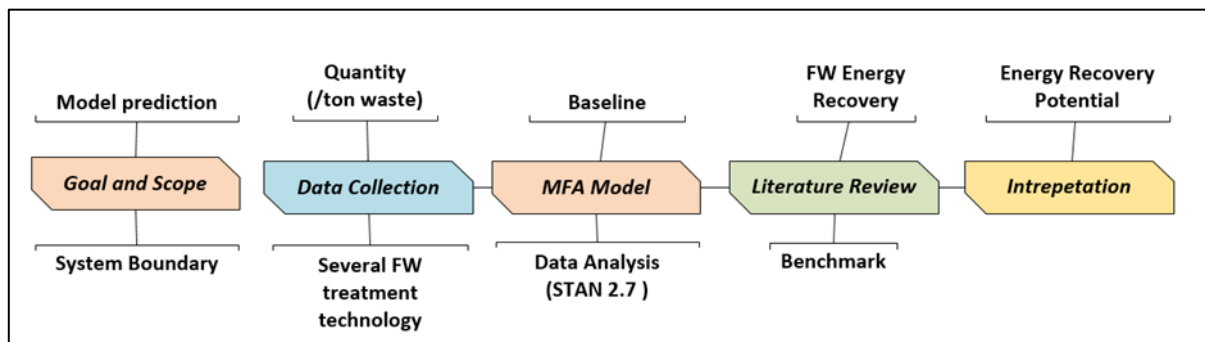 Model prediction
Goal and Scope
System Boundary
Quantity
(/ton waste)
Data Collection
Several FW
treatment
technology
Baseline
MFA Model
Data Analysis
(STAN 2.7 )
FW Energy
Recovery
Literature Review
Benchmark
Energy Recovery
Potential
Intrepetation